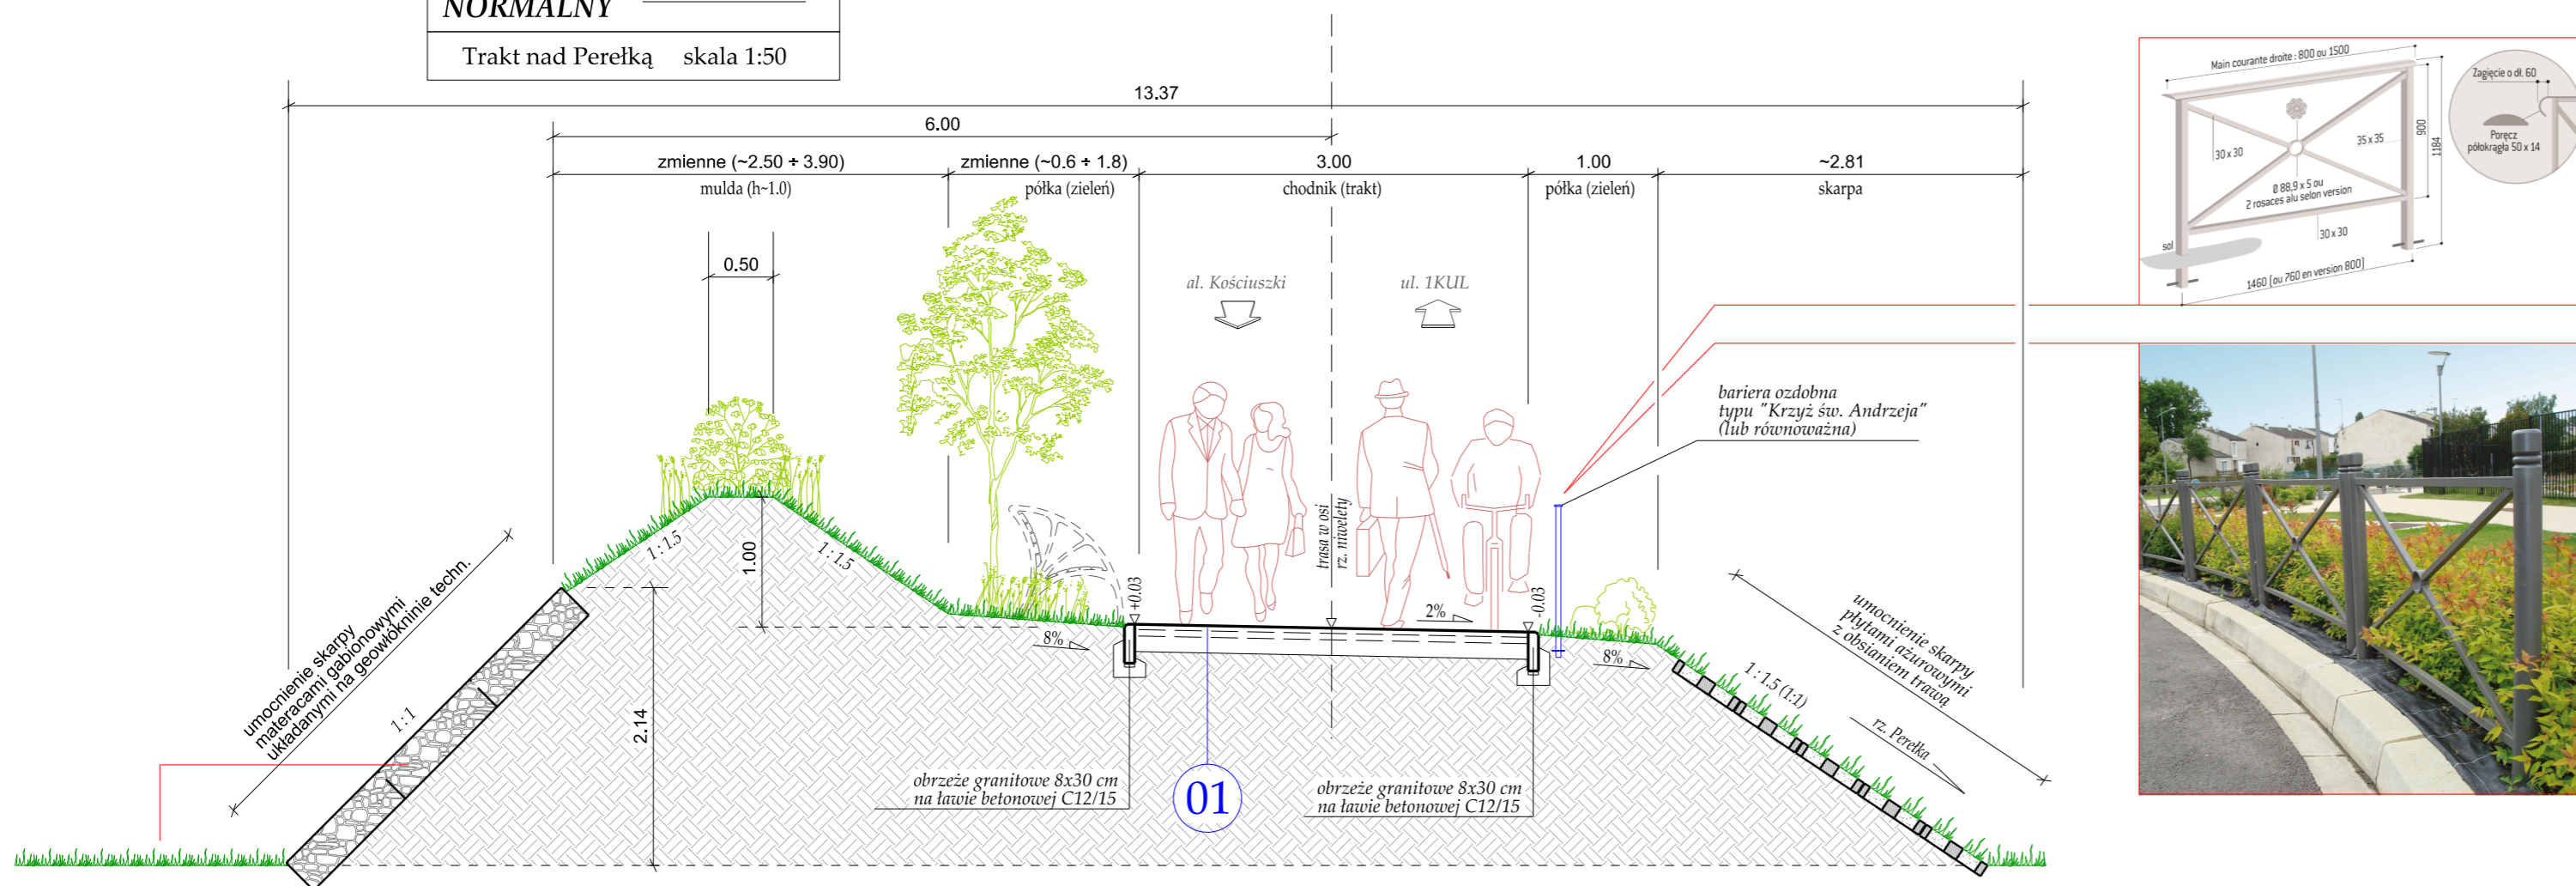 NORMALNY
Trakt nad Perełką skala 1:50
13.37
6.00
zmienne (~2.50 ÷ 3.90)
mulda (h~1.0)
zmienne (~0.6 ÷ 1.8)
półka (zieleń)
3.00
chodnik (trakt)
1.00
półka (zieleń)
~2.81
skarpa
0.50
al. Kościuszki
ul. 1KUL
bariera ozdobna
typu "Krzyż św. Andrzeja"
(lub równoważna)
trasa w osi
rz. niwelety
1:1.5
1.00
1:1.5
+0.03
-0.03
2%
8%
8%
umocnienie skarpy
materacami gabionowymi
układanymi na geowłókninie techn.
1:1
2.14
umocnienie skarpy
płytami ażurowymi
z obsianiem trawą
1:1.5 (1:1)
rz. Perełka
obrzeże granitowe 8x30 cm
na ławie betonowej C12/15
01
obrzeże granitowe 8x30 cm
na ławie betonowej C12/15
Main courante droite : 800 ou 1500
Zagięcie o dł. 60
Poręcz
półokrągła 50 x 14
30 x 30
35 x 35
900
1184
Ø 88,9 x 5 ou
2 rosaces alu selon version
30 x 30
sol
1460 (ou 760 en version 800)